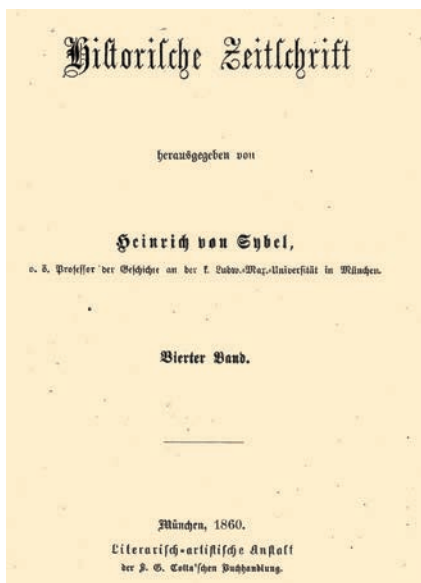 Historische Zeitschrift
herausgegeben von
Heinrich von Sybel,
o. ö. Professor der Geschichte an der k. Ludw.-Max.-Universität in München.
Vierter Band.
München, 1860.
Literarisch-artistische Anstalt
der J. G. Cotta'schen Buchhandlung.